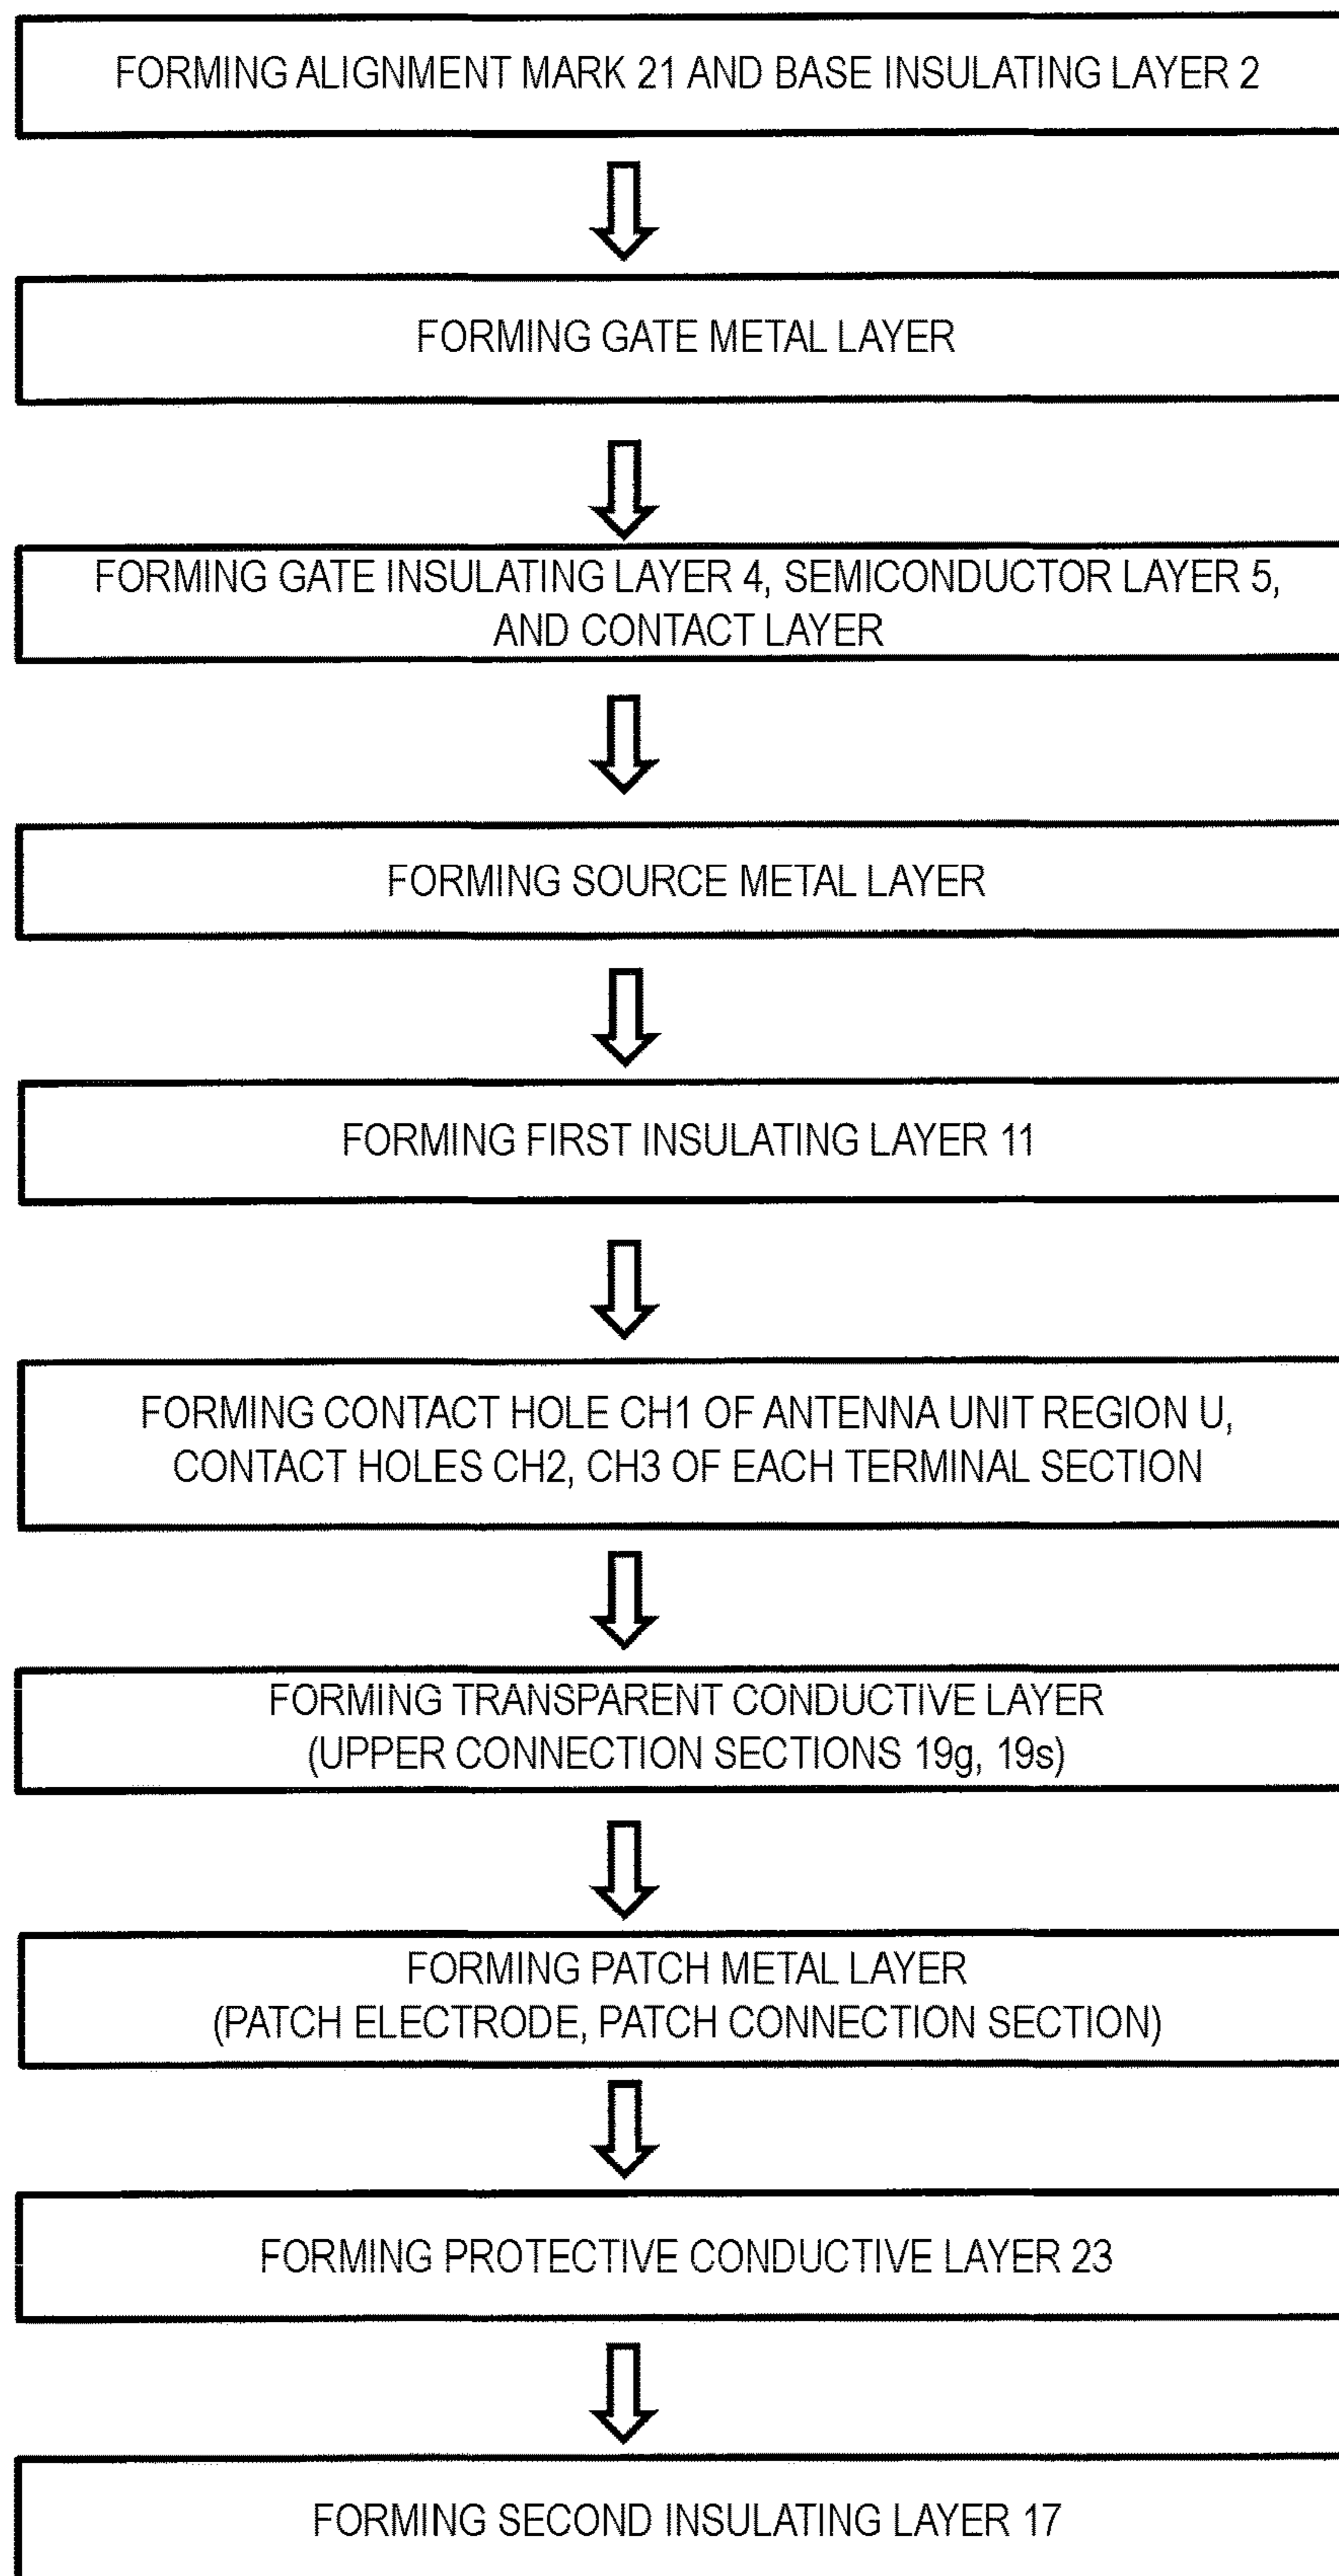 FORMING ALIGNMENT MARK 21 AND BASE INSULATING LAYER 2
FORMING GATE METAL LAYER
FORMING GATE INSULATING LAYER 4, SEMICONDUCTOR LAYER 5,
AND CONTACT LAYER
FORMING SOURCE METAL LAYER
FORMING FIRST INSULATING LAYER 11
FORMING CONTACT HOLE CH1 OF ANTENNA UNIT REGION U,
CONTACT HOLES CH2, CH3 OF EACH TERMINAL SECTION
FORMING TRANSPARENT CONDUCTIVE LAYER
(UPPER CONNECTION SECTIONS 19g, 19s)
FORMING PATCH METAL LAYER
(PATCH ELECTRODE, PATCH CONNECTION SECTION)
FORMING PROTECTIVE CONDUCTIVE LAYER 23
FORMING SECOND INSULATING LAYER 17